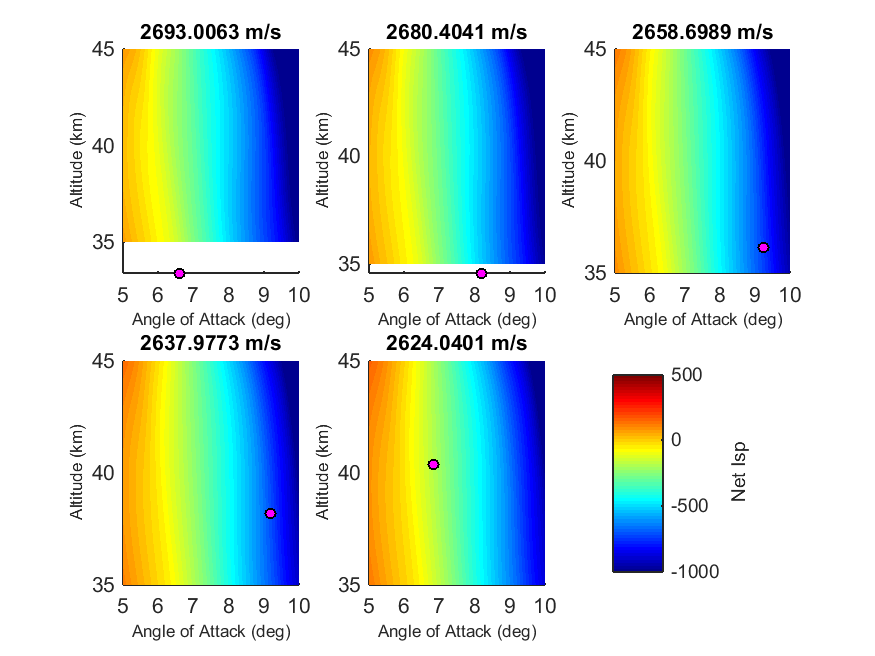 2693.0063 m/s
45
40
35
Altitude (km)
5 6 7 8 9 10
Angle of Attack (deg)
2680.4041 m/s
45
40
35
Altitude (km)
5 6 7 8 9 10
Angle of Attack (deg)
2658.6989 m/s
45
40
35
Altitude (km)
5 6 7 8 9 10
Angle of Attack (deg)
2637.9773 m/s
45
40
35
Altitude (km)
5 6 7 8 9 10
Angle of Attack (deg)
2624.0401 m/s
45
40
35
Altitude (km)
5 6 7 8 9 10
Angle of Attack (deg)
500
0
-500
-1000
Net Isp